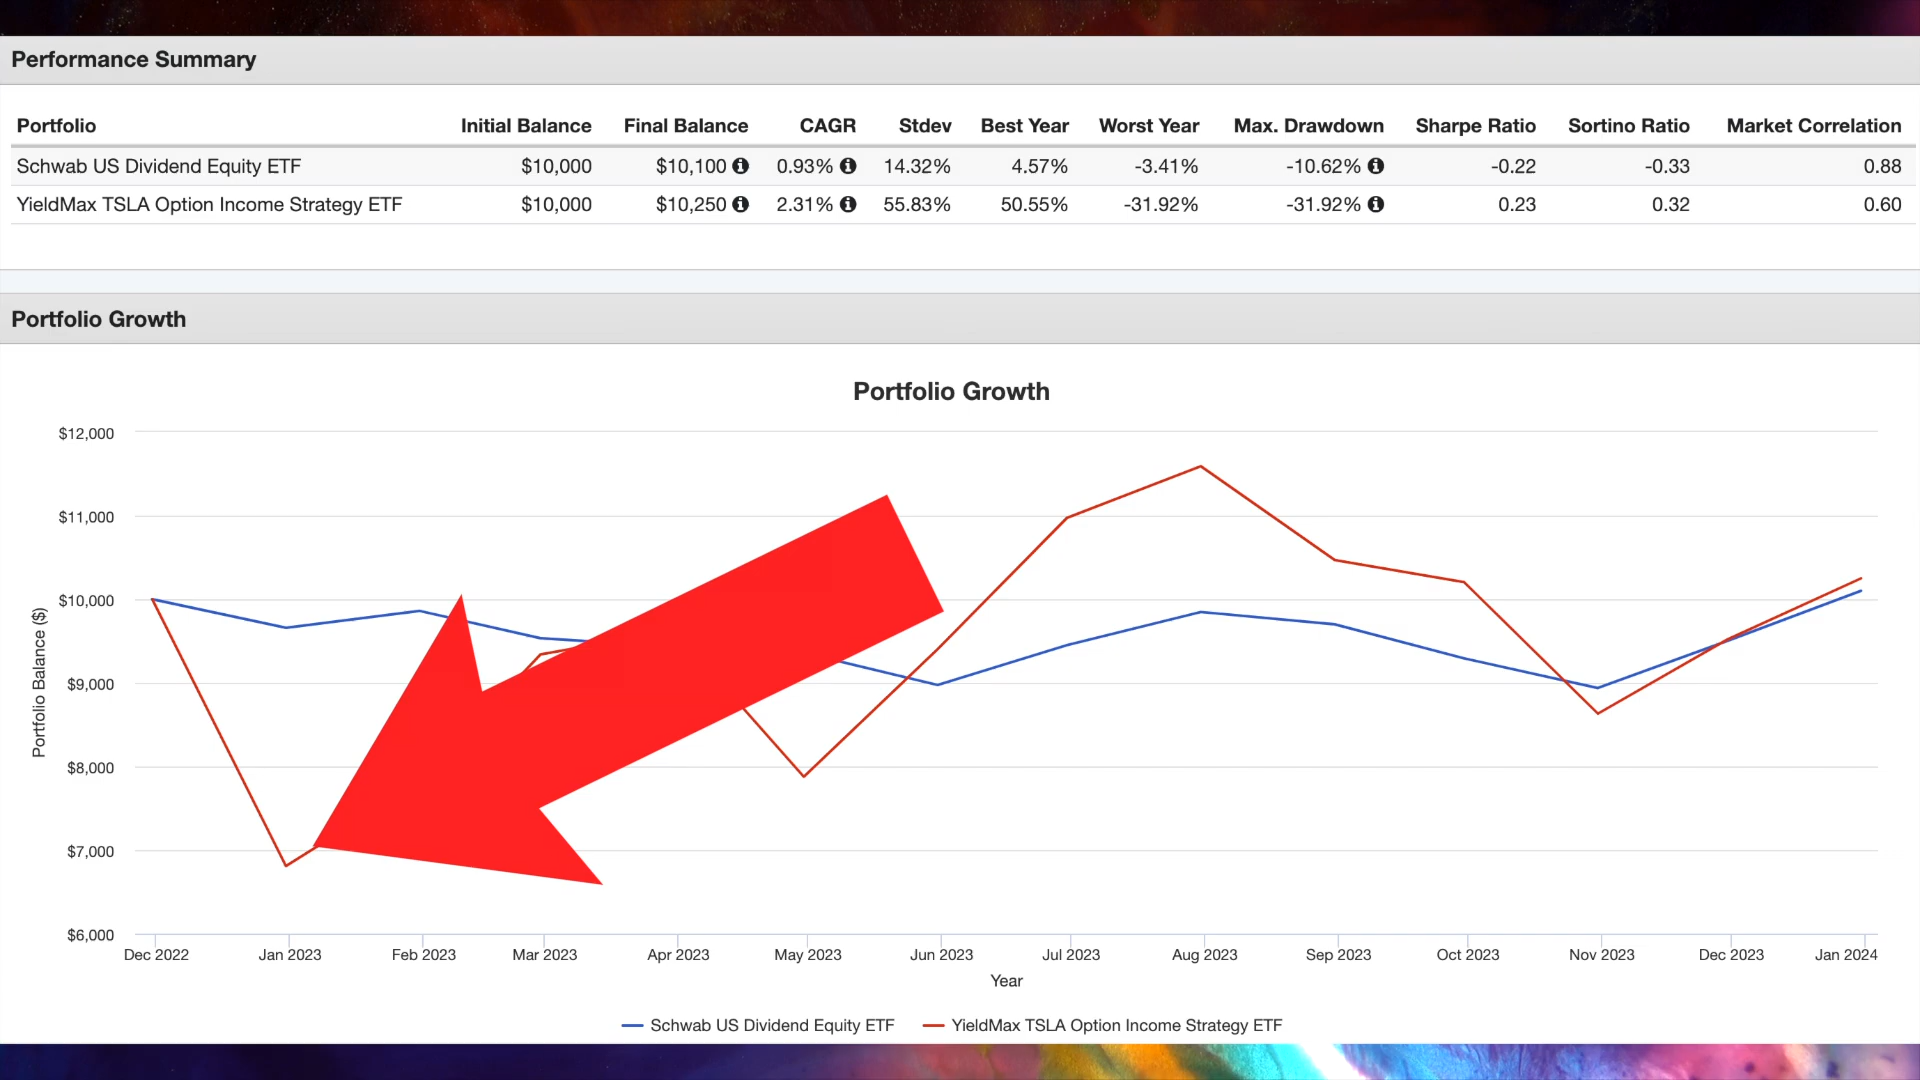 Performance Summary
Portfolio Initial Balance Final Balance CAGR Stdev Best Year Worst Year Max. Drawdown Sharpe Ratio Sortino Ratio Market Correlation
Schwab US Dividend Equity ETF $10,000 $10,100 0.93% 14.32% 4.57% -3.41% -10.62% -0.22 -0.33 0.88
YieldMax TSLA Option Income Strategy ETF $10,000 $10,250 2.31% 55.83% 50.55% -31.92% -31.92% 0.23 0.32 0.60
Portfolio Growth
Portfolio Growth
$12,000
$11,000
$10,000
$9,000
$8,000
$7,000
$6,000
Portfolio Balance ($)
Dec 2022 Jan 2023 Feb 2023 Mar 2023 Apr 2023 May 2023 Jun 2023 Jul 2023 Aug 2023 Sep 2023 Oct 2023 Nov 2023 Dec 2023 Jan 2024
Year
Schwab US Dividend Equity ETF YieldMax TSLA Option Income Strategy ETF